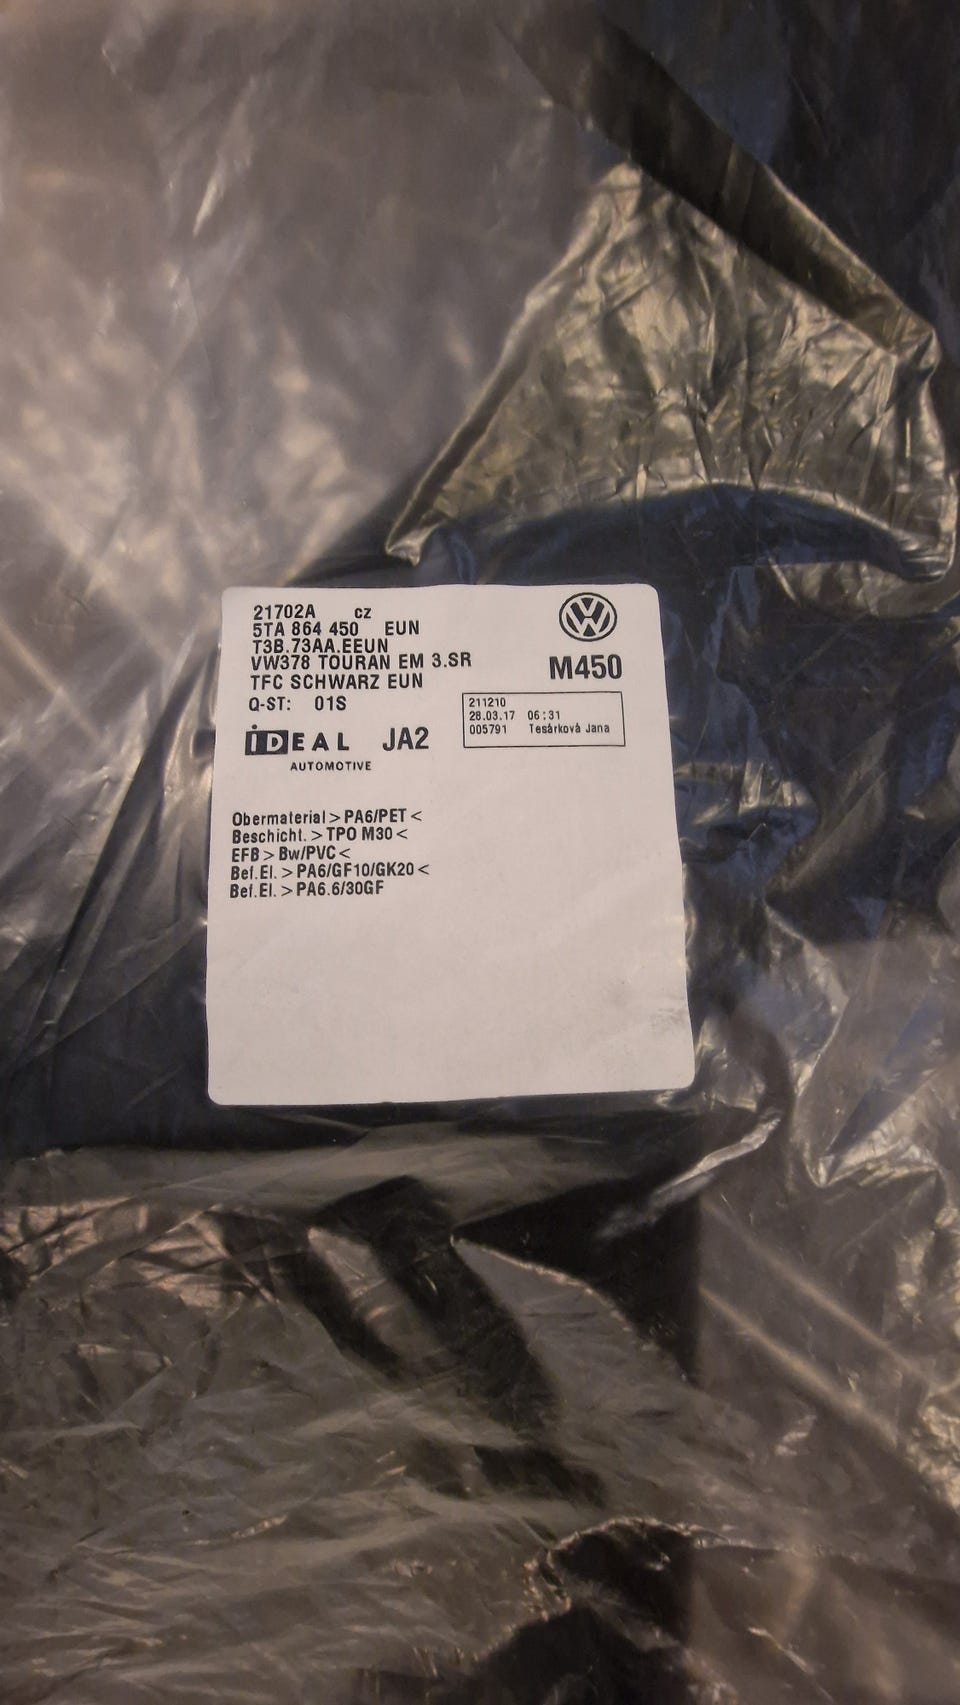 21702A cz
5TA 864 450 EUN
T3B.73AA.EEUN
VW378 TOURAN EM 3.SR
TFC SCHWARZ EUN
Q-ST: 01S
M450
211210
28.03.17 06:31
005791 Tesárková Jana
iDEAL JA2
AUTOMOTIVE
Obermaterial > PA6/PET <
Beschicht. > TPO M30 <
EFB > Bw/PVC <
Bef.El. > PA6/GF10/GK20 <
Bef.El. > PA6.6/30GF